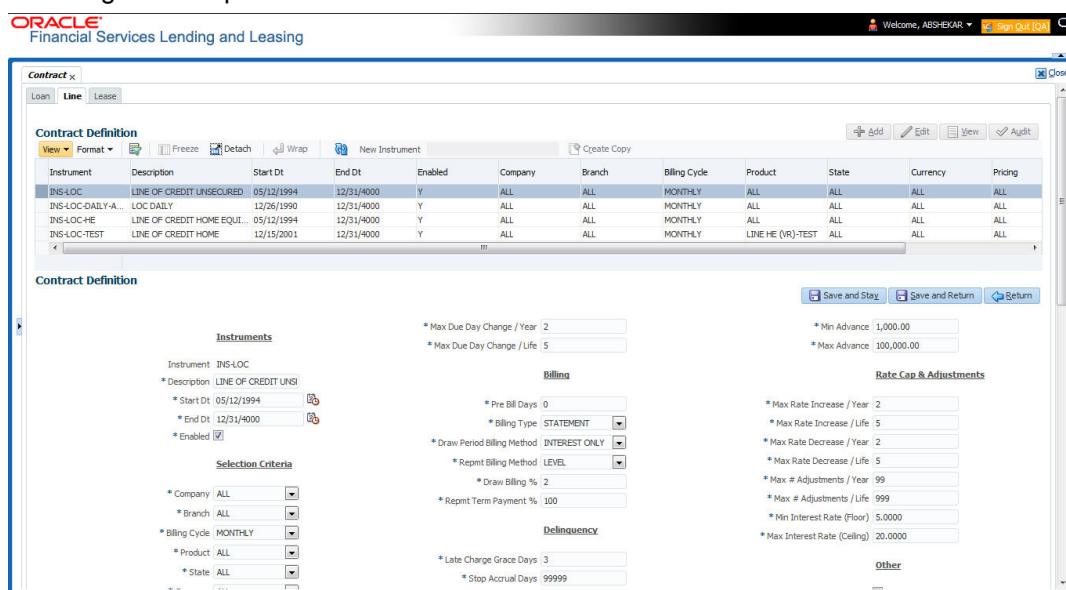 ORACLE
Financial Services Lending and Leasing
Welcome, ABSHEKAR
Sign Out [QA]
Contract
Close
Loan Line Lease
Contract Definition
Add Edit View Audit
View Format Freeze Detach Wrap New Instrument Create Copy
Instrument Description Start Dt End Dt Enabled Company Branch Billing Cycle Product State Currency Pricing
INS-LOC LINE OF CREDIT UNSECURED 05/12/1994 12/31/4000 Y ALL ALL MONTHLY ALL ALL ALL ALL
INS-LOC-DAILY-A... LOC DAILY 12/26/1990 12/31/4000 Y ALL ALL MONTHLY ALL ALL ALL ALL
INS-LOC-HE LINE OF CREDIT HOME EQUI... 05/12/1994 12/31/4000 Y ALL ALL MONTHLY ALL ALL ALL ALL
INS-LOC-TEST LINE OF CREDIT HOME 12/15/2001 12/31/4000 Y ALL ALL MONTHLY LINE HE (VR)-TEST ALL ALL ALL
Contract Definition
Save and Stay Save and Return Return
Instruments
Instrument INS-LOC
* Description LINE OF CREDIT UNSI
* Start Dt 05/12/1994
* End Dt 12/31/4000
* Enabled
Selection Criteria
* Company ALL
* Branch ALL
* Billing Cycle MONTHLY
* Product ALL
* State ALL
* Max Due Day Change / Year 2
* Max Due Day Change / Life 5
Billing
* Pre Bill Days 0
* Billing Type STATEMENT
* Draw Period Billing Method INTEREST ONLY
* Repmt Billing Method LEVEL
* Draw Billing % 2
* Repmt Term Payment % 100
Delinquency
* Late Charge Grace Days 3
* Stop Accrual Days 99999
* Min Advance 1,000.00
* Max Advance 100,000.00
Rate Cap & Adjustments
* Max Rate Increase / Year 2
* Max Rate Increase / Life 5
* Max Rate Decrease / Year 2
* Max Rate Decrease / Life 5
* Max # Adjustments / Year 99
* Max # Adjustments / Life 999
* Min Interest Rate (Floor) 5.0000
* Max Interest Rate (Ceiling) 20.0000
Other